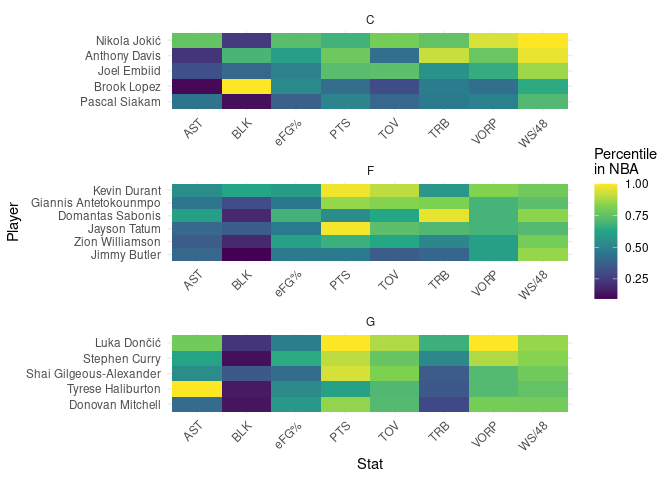 C
Nikola Jokić
Anthony Davis
Joel Embiid
Brook Lopez
Pascal Siakam
AST BLK eFG% PTS TOV TRB VORP WS/48
F
Kevin Durant
Giannis Antetokounmpo
Domantas Sabonis
Jayson Tatum
Zion Williamson
Jimmy Butler
AST BLK eFG% PTS TOV TRB VORP WS/48
G
Luka Dončić
Stephen Curry
Shai Gilgeous-Alexander
Tyrese Haliburton
Donovan Mitchell
AST BLK eFG% PTS TOV TRB VORP WS/48
Stat
Player
Percentile
in NBA
1.00
0.75
0.50
0.25